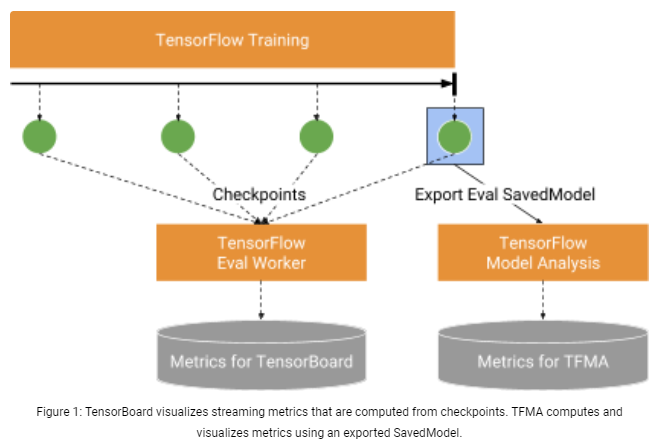 TensorFlow Training
Checkpoints
Export Eval SavedModel
TensorFlow
Eval Worker
TensorFlow
Model Analysis
Metrics for TensorBoard
Metrics for TFMA
Figure 1: TensorBoard visualizes streaming metrics that are computed from checkpoints. TFMA computes and
visualizes metrics using an exported SavedModel.